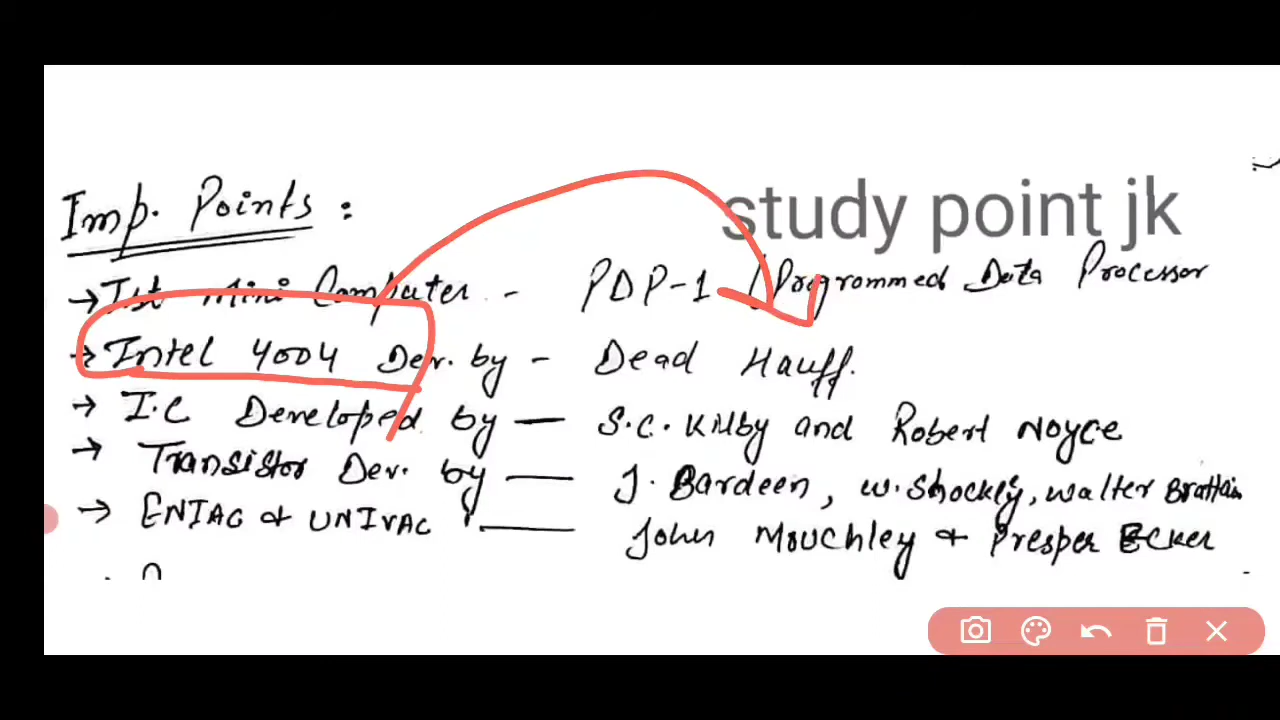 Imp. Points :
study point jk
→ Ist Mini Computer - PDP-1 (Programmed Data Processor
→ Intel 4004 Dev. by - Dead Hauff.
→ I.C Developed by — S.C. Kilby and Robert Noyce
→ Transistor Dev. by — J. Bardeen, W. Shockly, Walter Brattain
→ ENIAC & UNIVAC — John Mouchley & Presper Ecker